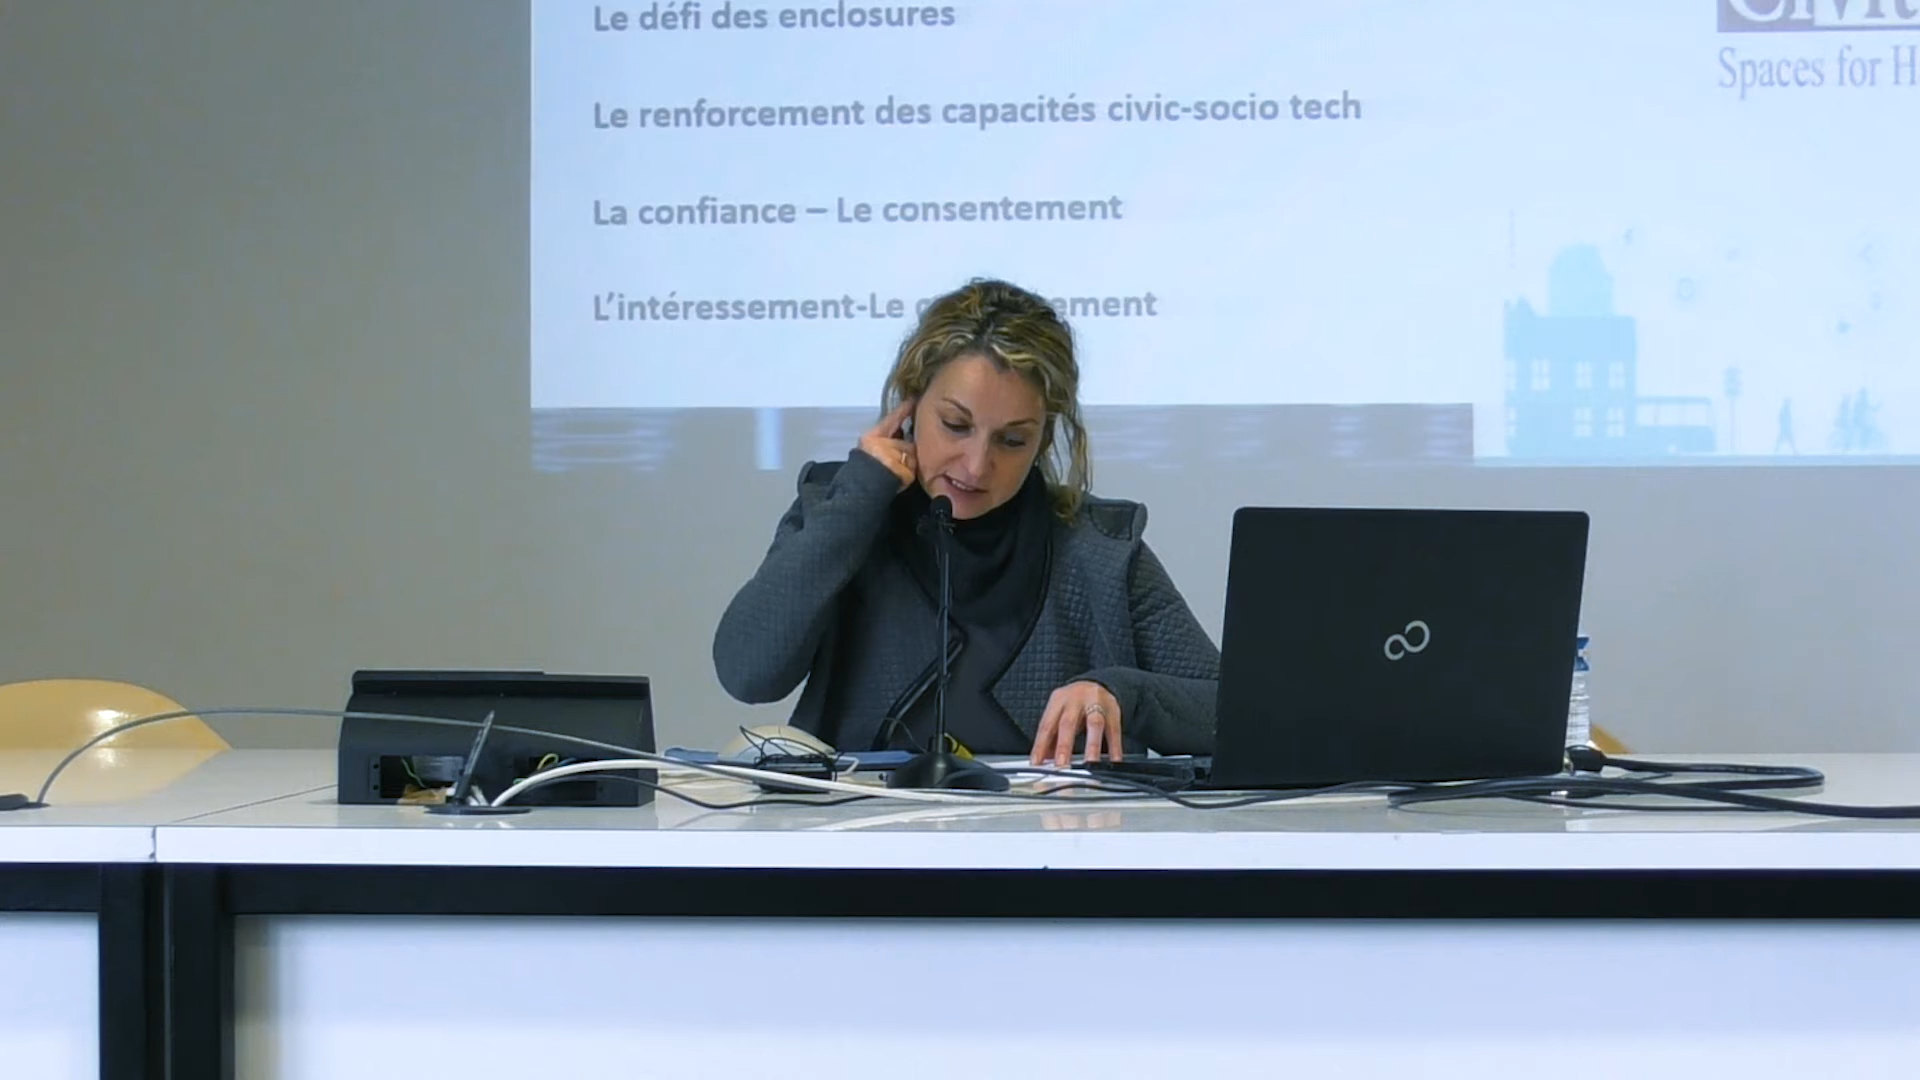 Le défi des enclosures
Spaces for
Le renforcement des capacités civic-socio tech
La confiance – Le consentement
L'intéressement-Le